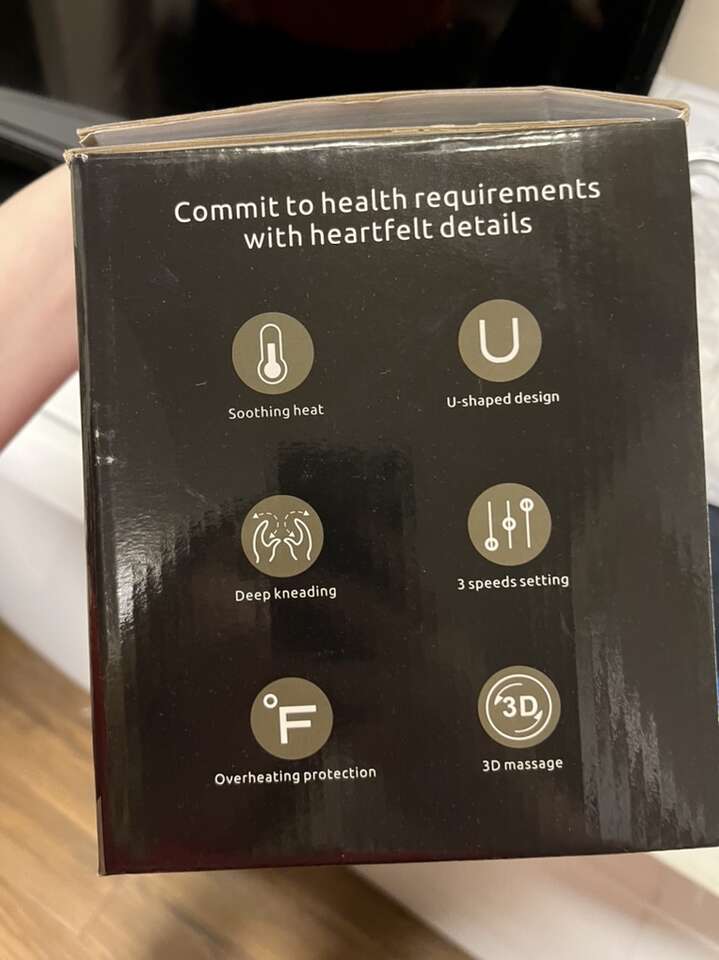 Commit to health requirements
with heartfelt details
U
Soothing heat
U-shaped design
Deep kneading
3 speeds setting
°F
3D
Overheating protection
3D massage